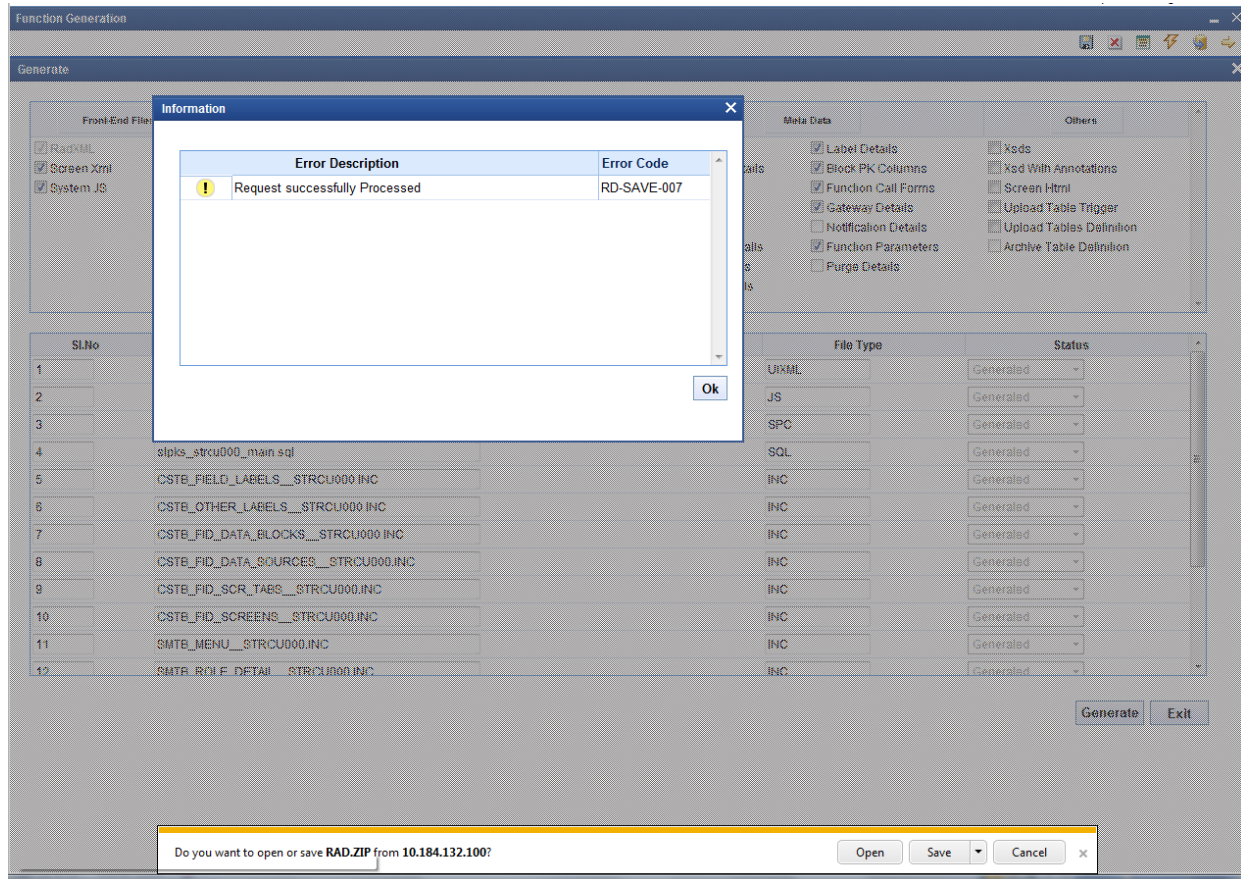 Function Generation
Generate
Front-End Files
Meta Data
Others
RadXML
Screen Xml
System JS
Label Details
Block PK Columns
Function Call Forms
Gateway Details
Notification Details
Function Parameters
Purge Details
Xsds
Xsd With Annotations
Screen Html
Upload Table Trigger
Upload Tables Definition
Archive Table Definition
Information
Error Description Error Code
Request successfully Processed RD-SAVE-007
Ok
Sl.No File Type Status
1 UIXML Generated
2 JS Generated
3 SPC Generated
4 stpks_strcu000_main.sql SQL Generated
5 CSTB_FIELD_LABELS__STRCU000.INC INC Generated
6 CSTB_OTHER_LABELS__STRCU000.INC INC Generated
7 CSTB_FID_DATA_BLOCKS__STRCU000.INC INC Generated
8 CSTB_FID_DATA_SOURCES__STRCU000.INC INC Generated
9 CSTB_FID_SCR_TABS__STRCU000.INC INC Generated
10 CSTB_FID_SCREENS__STRCU000.INC INC Generated
11 SMTB_MENU__STRCU000.INC INC Generated
12 SMTB_ROLE_DETAIL__STRCU000.INC INC Generated
Generate Exit
Do you want to open or save RAD.ZIP from 10.184.132.100? Open Save Cancel